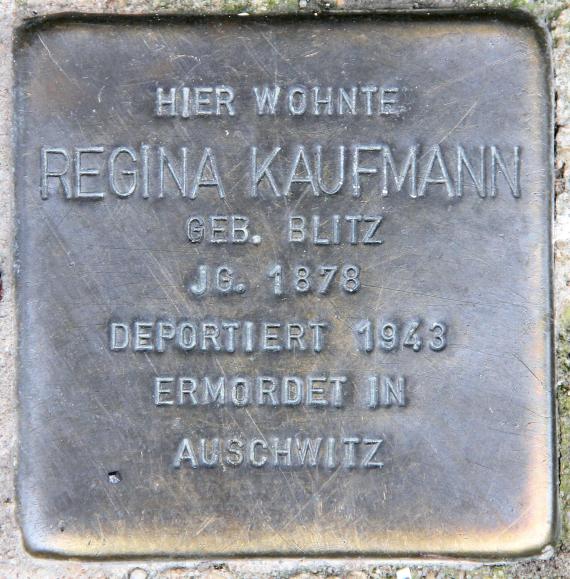 HIER WOHNTE
REGINA KAUFMANN
GEB. BLITZ
JG. 1878
DEPORTIERT 1943
ERMORDET IN
AUSCHWITZ